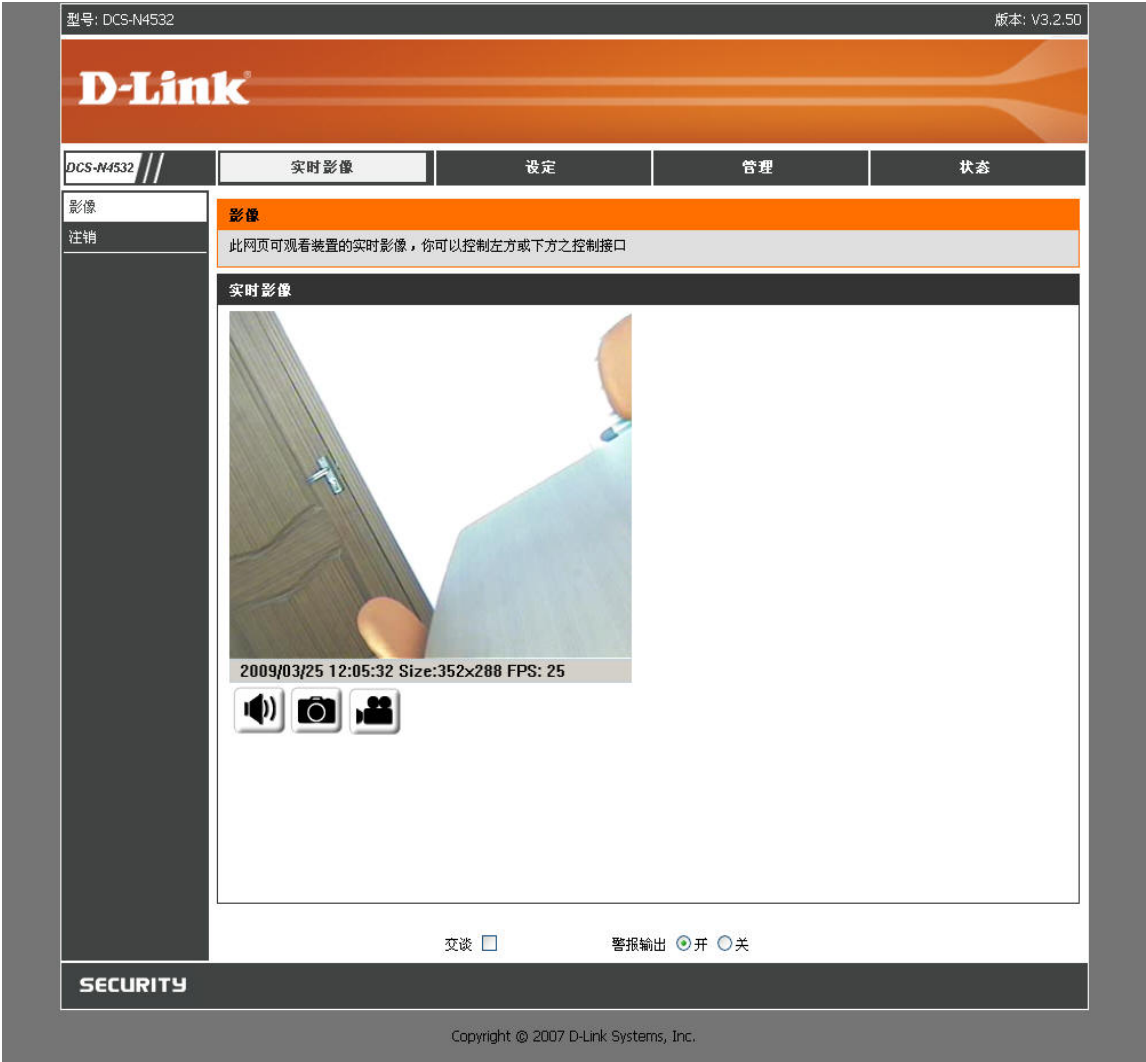 型号: DCS-N4532
版本: V3.2.50
D-Link®
DCS-N4532
实时影像
设定
管理
状态
影像
注销
影像
此网页可观看装置的实时影像，你可以控制左方或下方之控制接口
实时影像
2009/03/25 12:05:32 Size:352x288 FPS: 25
交谈
警报输出 开 关
SECURITY
Copyright © 2007 D-Link Systems, Inc.